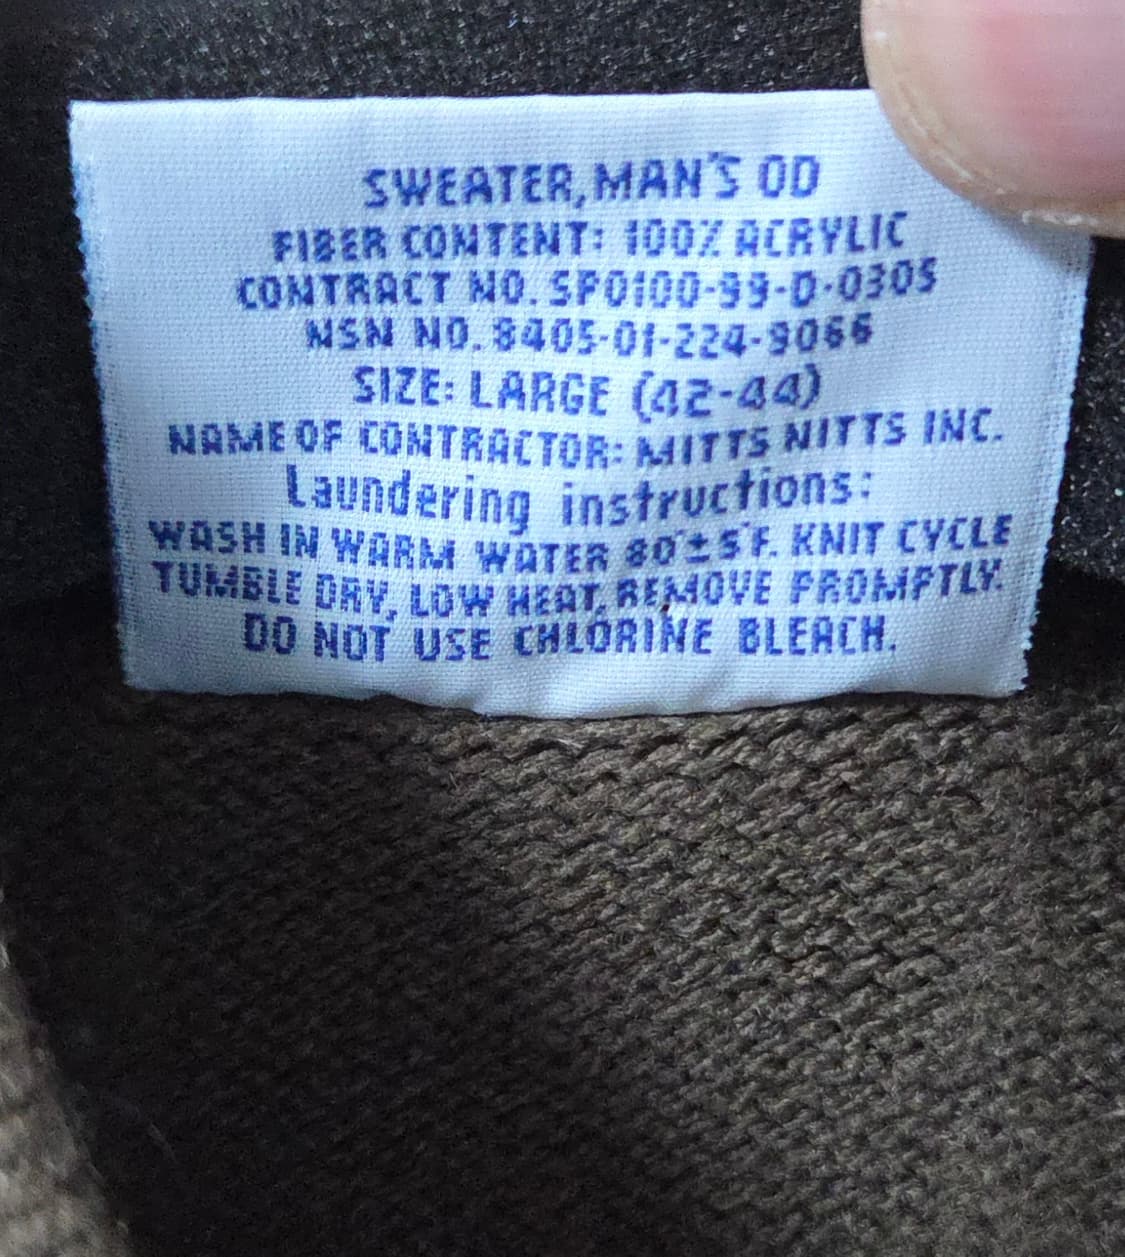 SWEATER, MAN'S OD
FIBER CONTENT: 100% ACRYLIC
CONTRACT NO. SPO100-99-D-0305
NSN NO. 8405-01-224-9066
SIZE: LARGE (42-44)
NAME OF CONTRACTOR: MITTS NITTS INC.
Laundering instructions:
WASH IN WARM WATER 80°±5°F. KNIT CYCLE
TUMBLE DRY, LOW HEAT, REMOVE PROMPTLY.
DO NOT USE CHLORINE BLEACH.